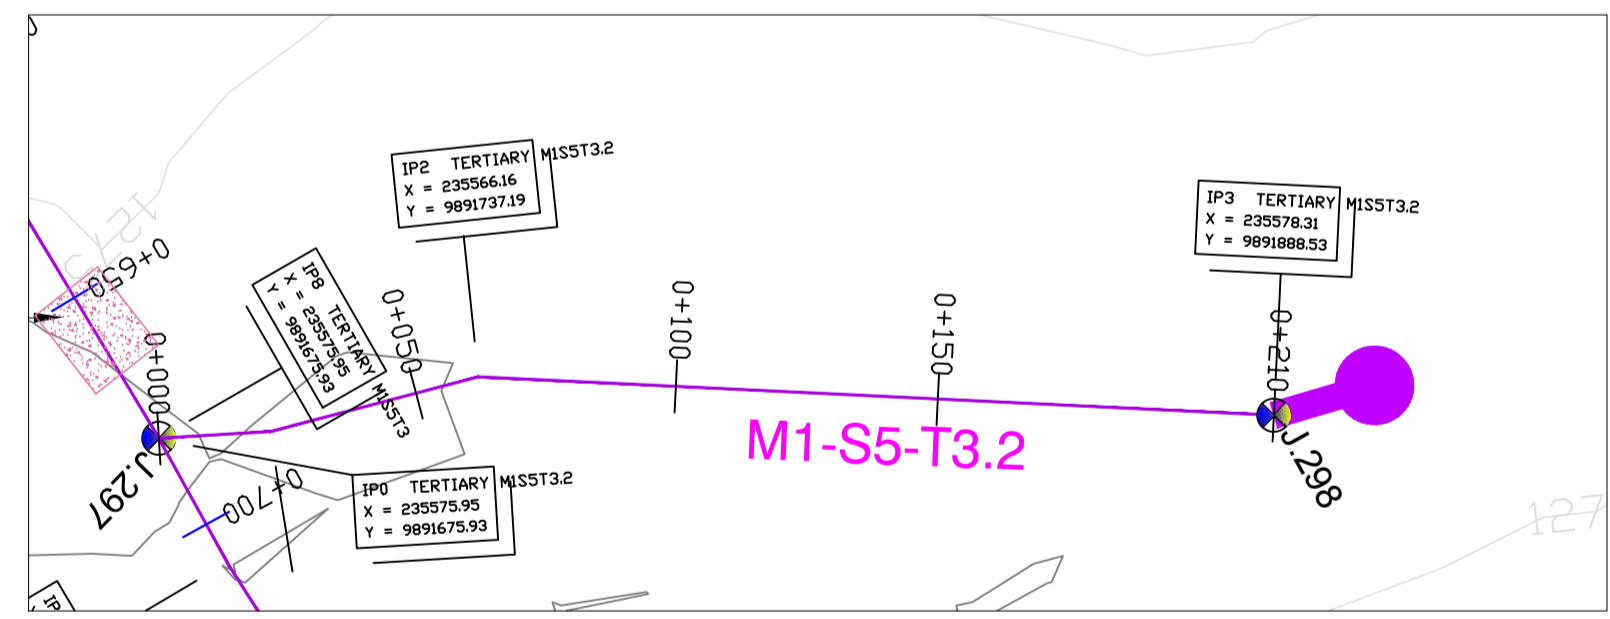 IP2 TERTIARY M1S5T3.2
X = 235566.16
Y = 9891737.19
IP3 TERTIARY M1S5T3.2
X = 235578.31
Y = 9891888.53
1273
0+650
IP8 TERTIARY M1S5T3
X = 235575.95
Y = 9891675.93
0+000
0+050
0+100
0+150
0+210
M1-S5-T3.2
J.297
J.298
0+700
IP0 TERTIARY M1S5T3.2
X = 235575.95
Y = 9891675.93
127
IP